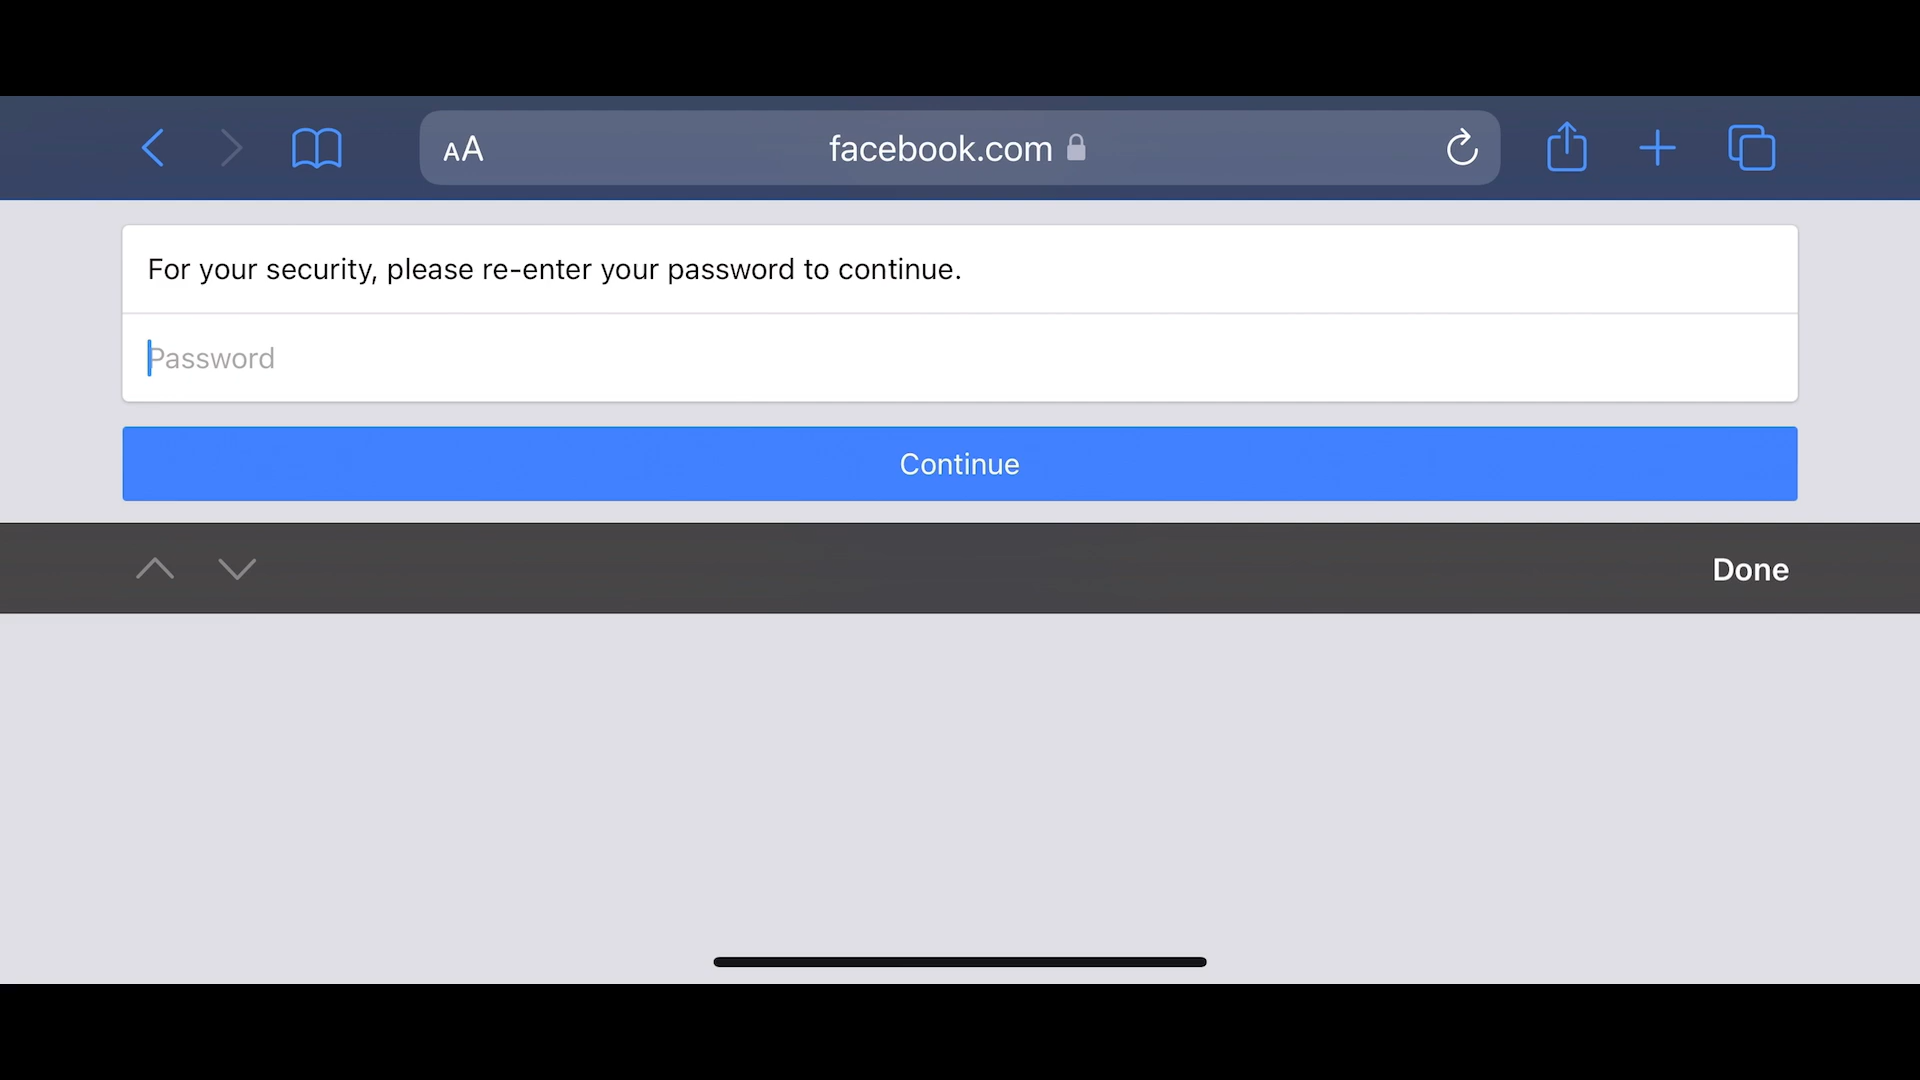 AA facebook.com
For your security, please re-enter your password to continue.
Password
Continue
Done